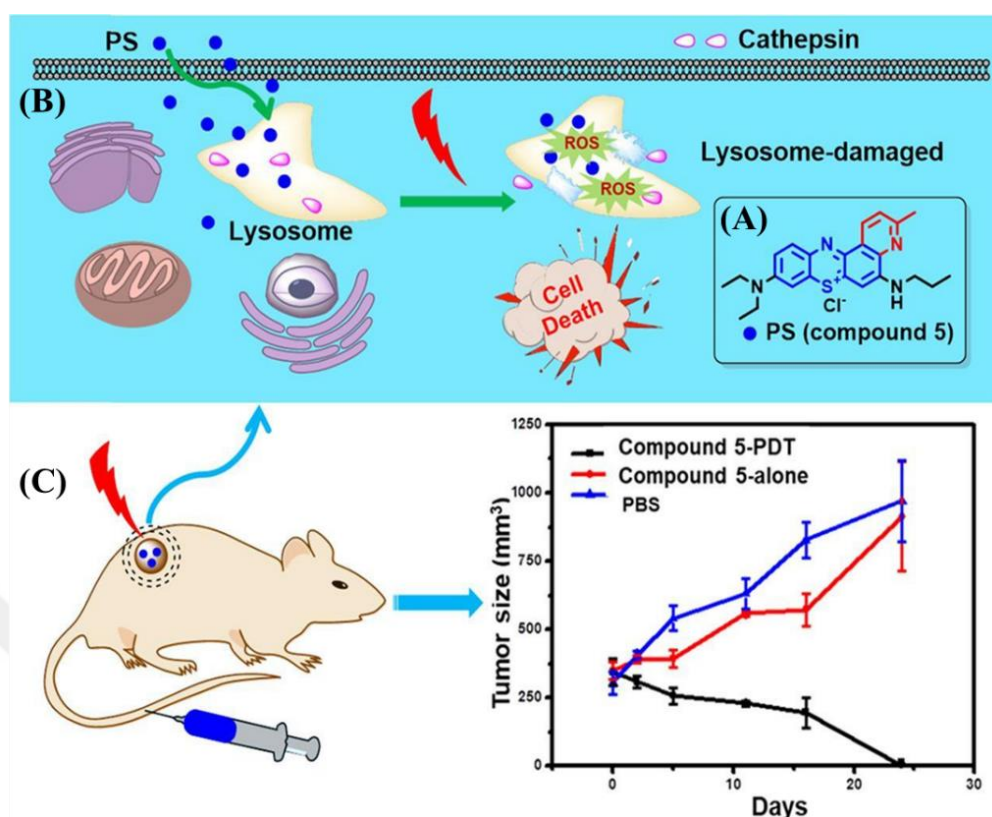 PS
Cathepsin
(B)
ROS
Lysosome-damaged
ROS
(A)
Lysosome
N
N
N
S+
N
H
Cl-
Cell
Death
PS (compound 5)
(C)
1250
1000
750
500
250
0
Tumor size (mm³)
Compound 5-PDT
Compound 5-alone
PBS
0
10
20
30
Days